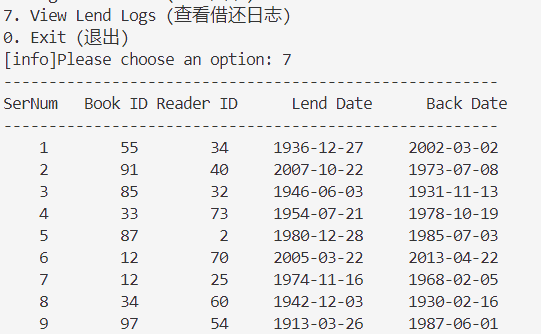 7. View Lend Logs (查看借还日志)
0. Exit (退出)
[info]Please choose an option: 7
-------------------------------------------------------
SerNum Book ID Reader ID Lend Date Back Date
-------------------------------------------------------
1 55 34 1936-12-27 2002-03-02
2 91 40 2007-10-22 1973-07-08
3 85 32 1946-06-03 1931-11-13
4 33 73 1954-07-21 1978-10-19
5 87 2 1980-12-28 1985-07-03
6 12 70 2005-03-22 2013-04-22
7 12 25 1974-11-16 1968-02-05
8 34 60 1942-12-03 1930-02-16
9 97 54 1913-03-26 1987-06-01